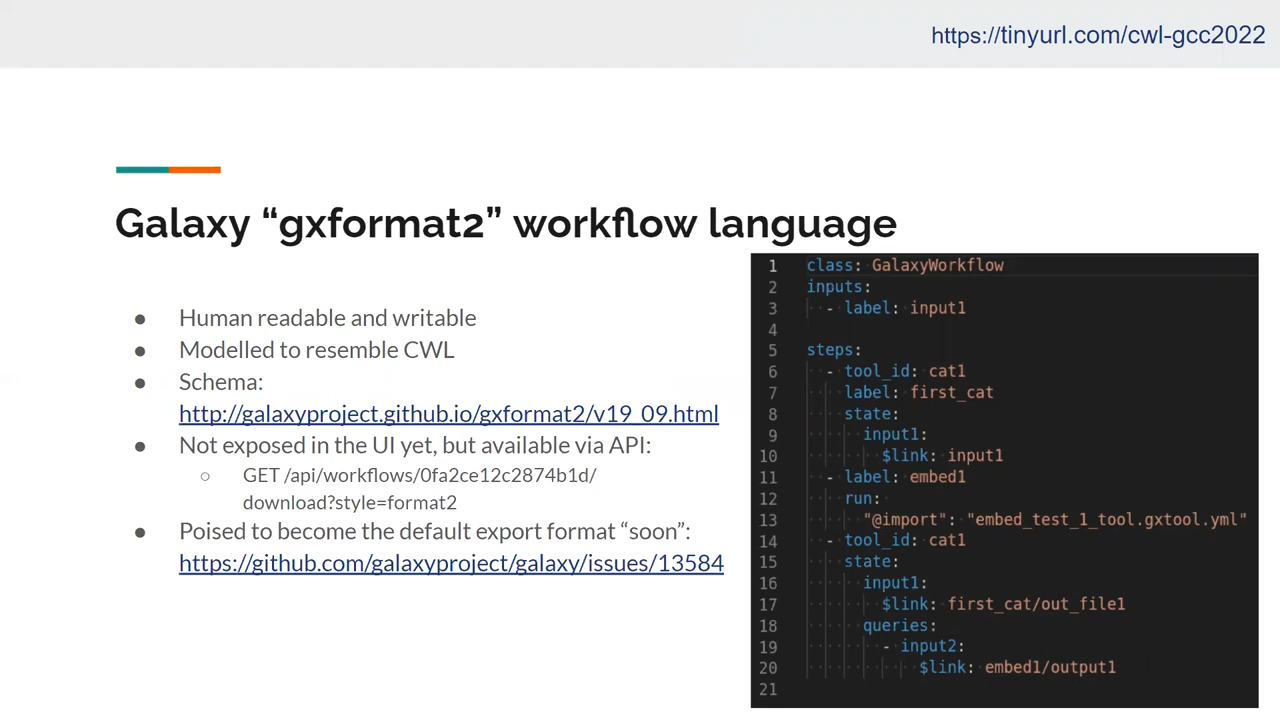 https://tinyurl.com/cwl-gcc2022
Galaxy “gxformat2” workflow language
● Human readable and writable
● Modelled to resemble CWL
● Schema:
http://galaxyproject.github.io/gxformat2/v19_09.html
● Not exposed in the UI yet, but available via API:
○ GET /api/workflows/0fa2ce12c2874b1d/
download?style=format2
● Poised to become the default export format “soon”:
https://github.com/galaxyproject/galaxy/issues/13584
1 class: GalaxyWorkflow
2 inputs:
3   - label: input1
4
5 steps:
6   - tool_id: cat1
7     label: first_cat
8     state:
9       input1:
10         $link: input1
11   - label: embed1
12     run:
13       "@import": "embed_test_1_tool.gxtool.yml"
14   - tool_id: cat1
15     state:
16       input1:
17         $link: first_cat/out_file1
18       queries:
19         - input2:
20             $link: embed1/output1
21